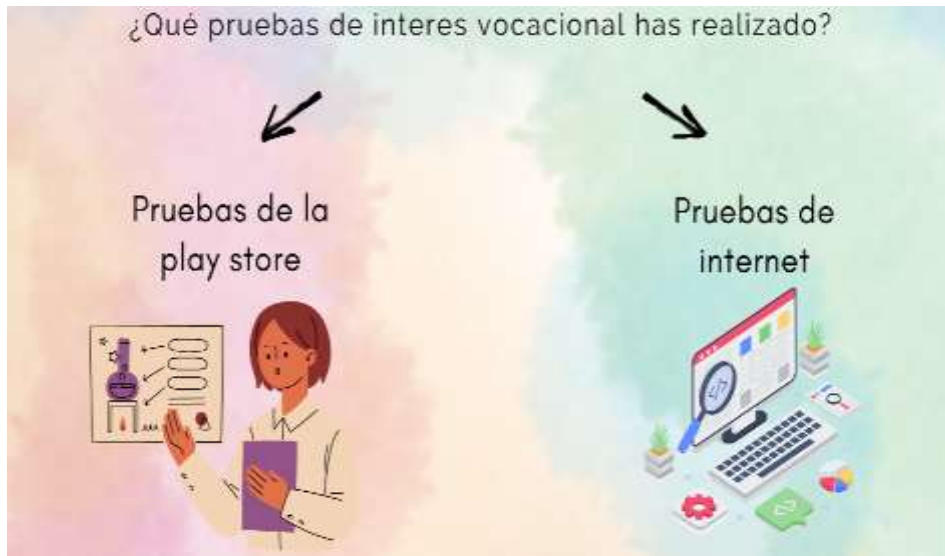 ¿Qué pruebas de interes vocacional has realizado?
Pruebas de la
play store
Pruebas de
internet